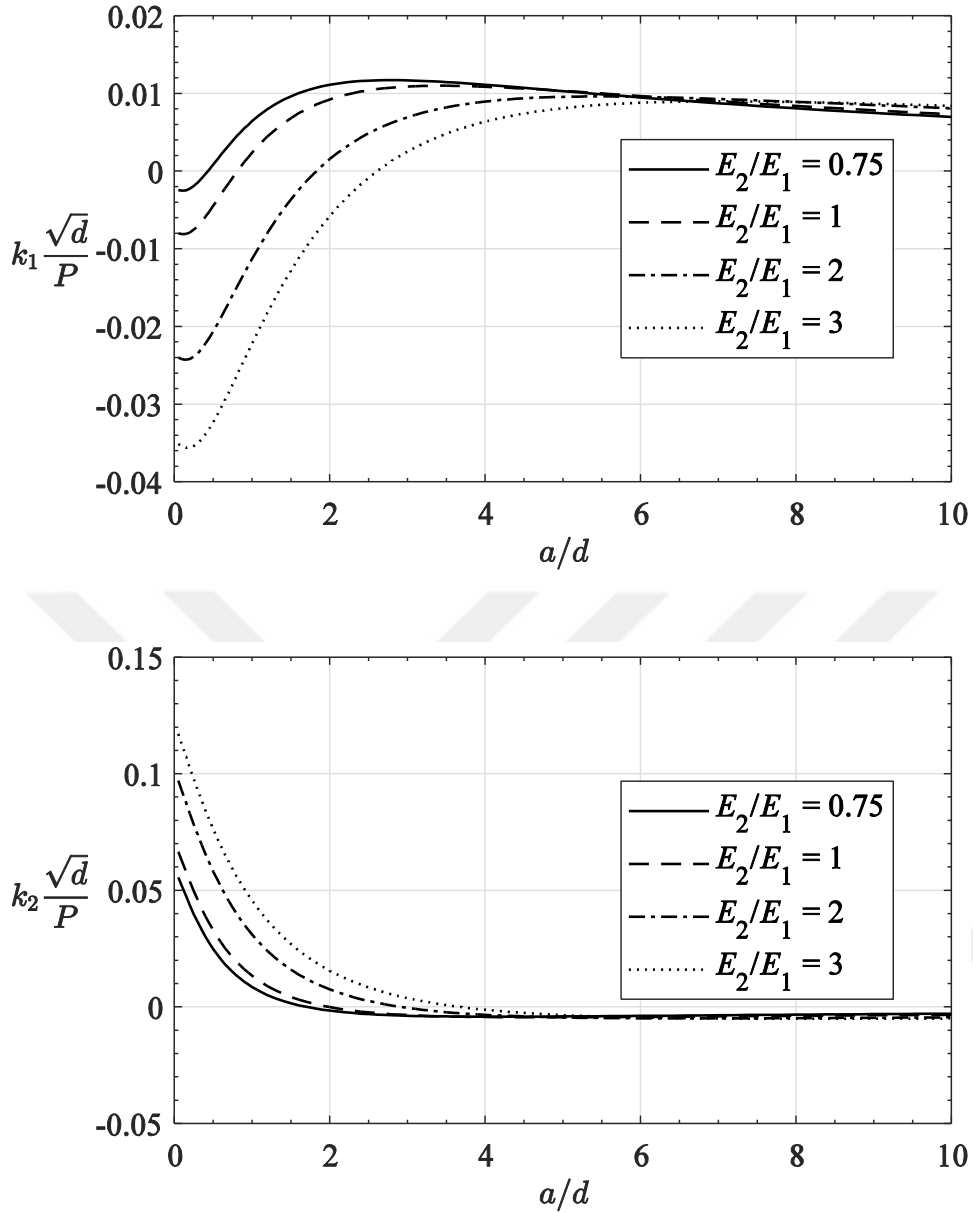 0.02
0.01
0
-0.01
-0.02
-0.03
-0.04
k₁ √d/P
E₂/E₁ = 0.75
E₂/E₁ = 1
E₂/E₁ = 2
E₂/E₁ = 3
0 2 4 6 8 10
a/d
0.15
0.1
0.05
0
-0.05
k₂ √d/P
E₂/E₁ = 0.75
E₂/E₁ = 1
E₂/E₁ = 2
E₂/E₁ = 3
0 2 4 6 8 10
a/d